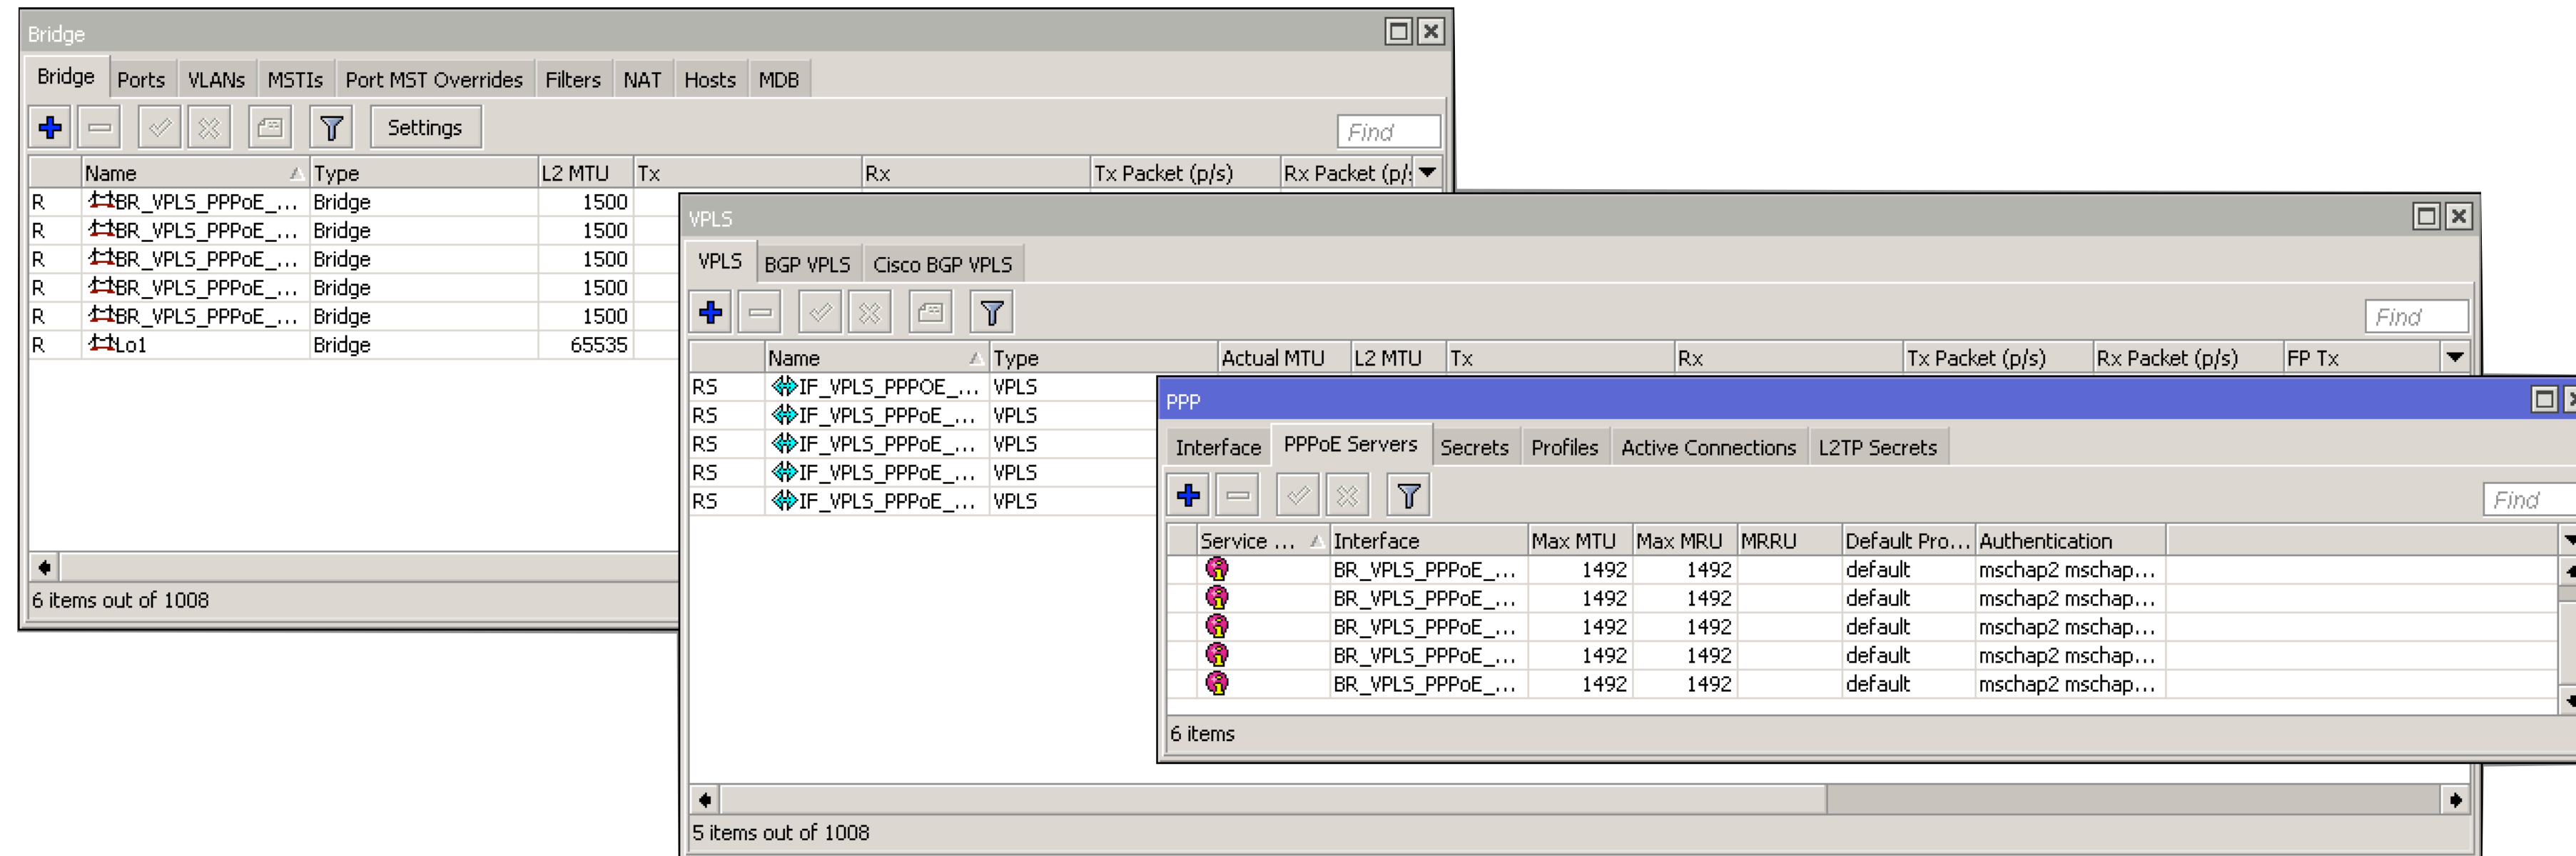 Bridge
Bridge Ports VLANs MSTIs Port MST Overrides Filters NAT Hosts MDB
Settings Find
Name Type L2 MTU Tx Rx Tx Packet (p/s) Rx Packet (p/:
R BR_VPLS_PPPoE_... Bridge 1500
R BR_VPLS_PPPoE_... Bridge 1500
R BR_VPLS_PPPoE_... Bridge 1500
R BR_VPLS_PPPoE_... Bridge 1500
R BR_VPLS_PPPoE_... Bridge 1500
R Lo1 Bridge 65535
6 items out of 1008
VPLS
VPLS BGP VPLS Cisco BGP VPLS
Find
Name Type Actual MTU L2 MTU Tx Rx Tx Packet (p/s) Rx Packet (p/s) FP Tx
RS IF_VPLS_PPPOE_... VPLS
RS IF_VPLS_PPPoE_... VPLS
RS IF_VPLS_PPPoE_... VPLS
RS IF_VPLS_PPPoE_... VPLS
RS IF_VPLS_PPPoE_... VPLS
5 items out of 1008
PPP
Interface PPPoE Servers Secrets Profiles Active Connections L2TP Secrets
Find
Service ... Interface Max MTU Max MRU MRRU Default Pro... Authentication
BR_VPLS_PPPoE_... 1492 1492 default mschap2 mschap...
BR_VPLS_PPPoE_... 1492 1492 default mschap2 mschap...
BR_VPLS_PPPoE_... 1492 1492 default mschap2 mschap...
BR_VPLS_PPPoE_... 1492 1492 default mschap2 mschap...
BR_VPLS_PPPoE_... 1492 1492 default mschap2 mschap...
6 items